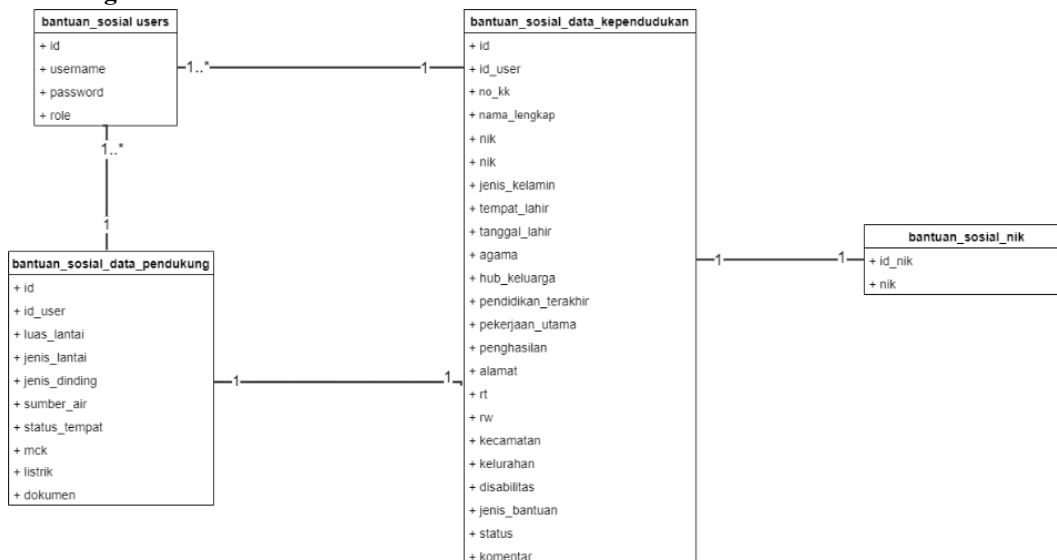 bantuan_sosial users
+ id
+ username
+ password
+ role
1..*
1
1..*
1
bantuan_sosial_data_pendukung
+ id
+ id_user
+ luas_lantai
+ jenis_lantai
+ jenis_dinding
+ sumber_air
+ status_tempat
+ mck
+ listrik
+ dokumen
1
1
bantuan_sosial_data_kependudukan
+ id
+ id_user
+ no_kk
+ nama_lengkap
+ nik
+ nik
+ jenis_kelamin
+ tempat_lahir
+ tanggal_lahir
+ agama
+ hub_keluarga
+ pendidikan_terakhir
+ pekerjaan_utama
+ penghasilan
+ alamat
+ rt
+ rw
+ kecamatan
+ kelurahan
+ disabilitas
+ jenis_bantuan
+ status
+ komentar
1
1
bantuan_sosial_nik
+ id_nik
+ nik